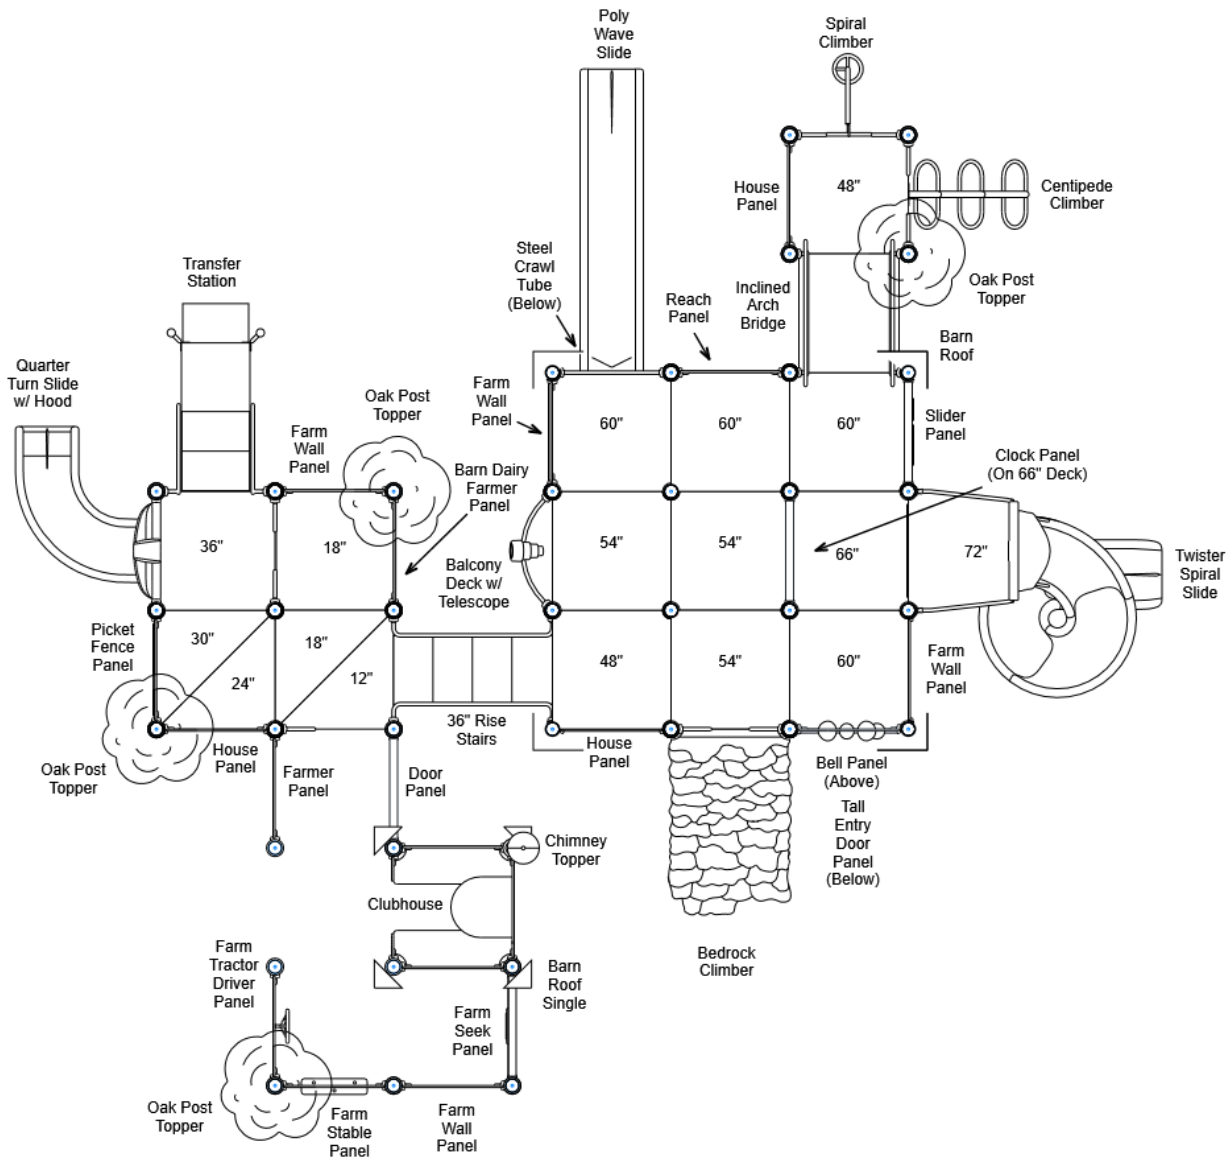 Poly
Wave
Slide
Spiral
Climber
House
Panel
48"
Centipede
Climber
Steel
Crawl
Tube
(Below)
Transfer
Station
Inclined
Arch
Bridge
Oak Post
Topper
Reach
Panel
Barn
Roof
Quarter
Turn Slide
w/ Hood
Oak Post
Topper
Farm
Wall
Panel
60"
60"
60"
Slider
Panel
Farm
Wall
Panel
Barn Dairy
Farmer
Panel
Clock Panel
(On 66" Deck)
36"
18"
Balcony
Deck w/
Telescope
54"
54"
66"
72"
Twister
Spiral
Slide
Picket
Fence
Panel
30"
24"
18"
12"
48"
54"
60"
Farm
Wall
Panel
36" Rise
Stairs
House
Panel
House
Panel
Oak Post
Topper
Farmer
Panel
Door
Panel
Bell Panel
(Above)
Tall
Entry
Door
Panel
(Below)
Chimney
Topper
Clubhouse
Bedrock
Climber
Farm
Tractor
Driver
Panel
Barn
Roof
Single
Farm
Seek
Panel
Oak Post
Topper
Farm
Stable
Panel
Farm
Wall
Panel